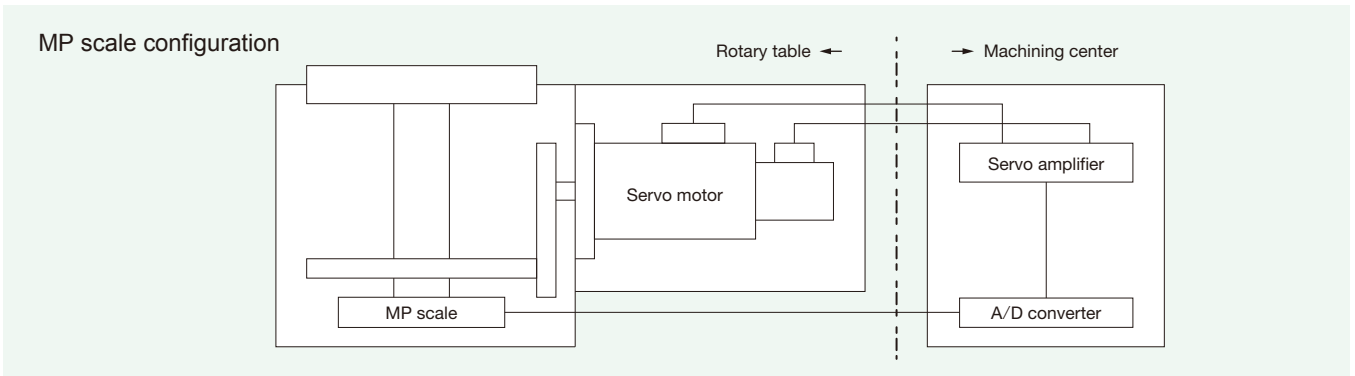 MP scale configuration
Rotary table ←
→ Machining center
Servo motor
Servo amplifier
MP scale
A/D converter